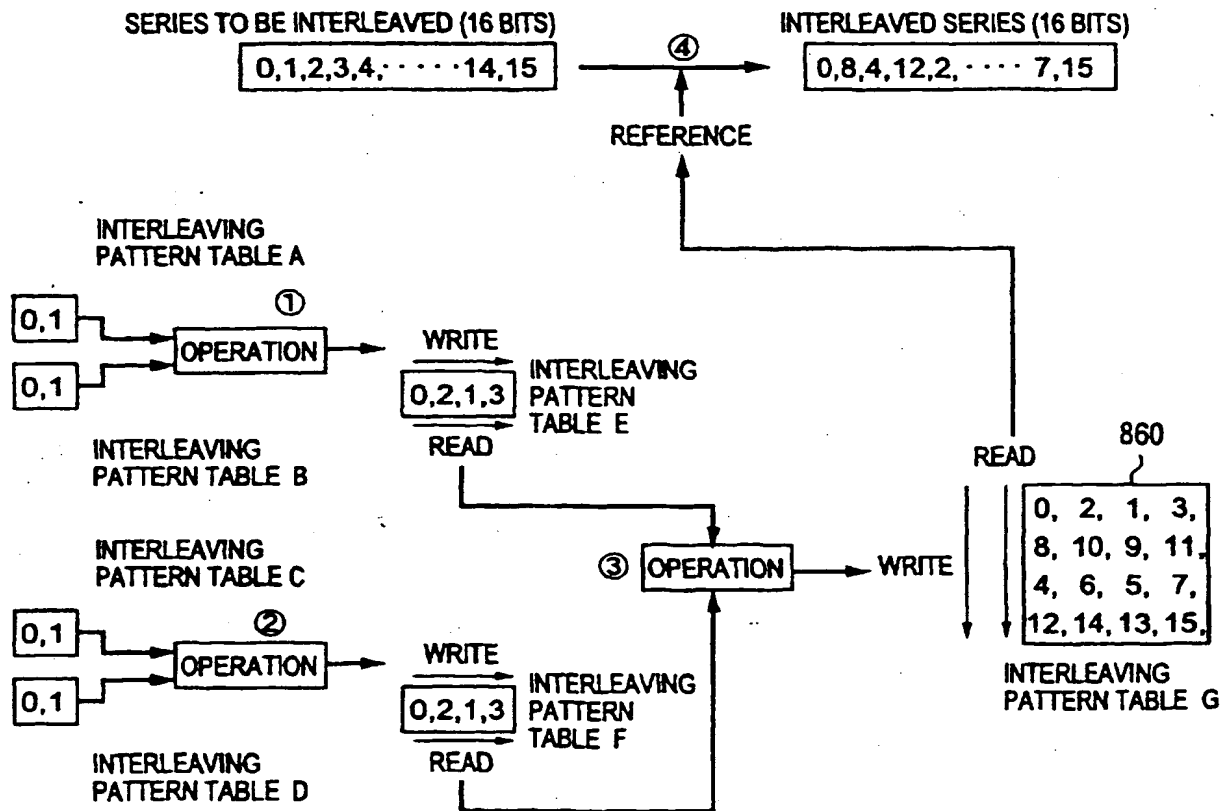 SERIES TO BE INTERLEAVED (16 BITS)
INTERLEAVED SERIES (16 BITS)
0,1,2,3,4,·····14,15
④
0,8,4,12,2,···· 7,15
REFERENCE
INTERLEAVING
PATTERN TABLE A
0,1
0,1
①
OPERATION
WRITE
0,2,1,3
READ
INTERLEAVING
PATTERN
TABLE E
INTERLEAVING
PATTERN TABLE B
INTERLEAVING
PATTERN TABLE C
0,1
0,1
②
OPERATION
WRITE
0,2,1,3
READ
INTERLEAVING
PATTERN
TABLE F
INTERLEAVING
PATTERN TABLE D
③
OPERATION
WRITE
READ
860
0, 2, 1, 3,
8, 10, 9, 11,
4, 6, 5, 7,
12, 14, 13, 15,
INTERLEAVING
PATTERN TABLE G